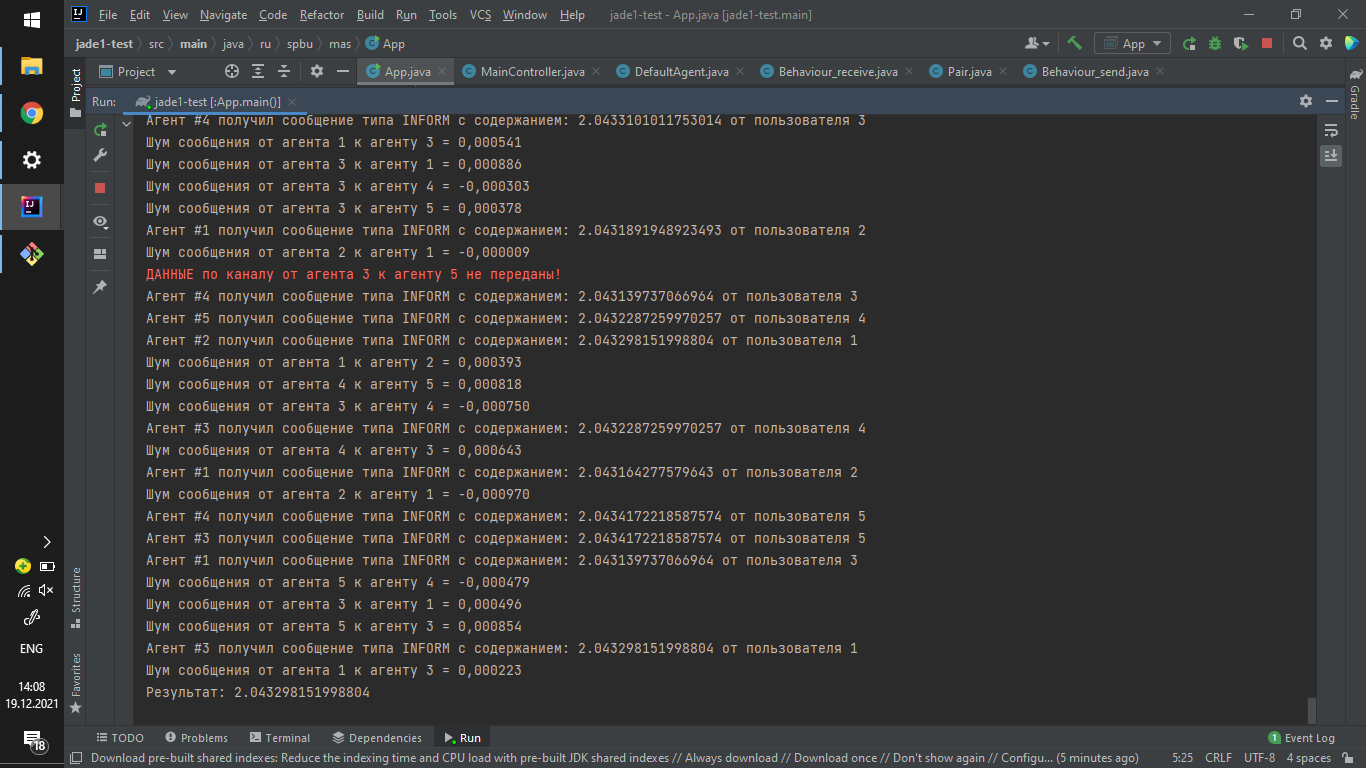 File Edit View Navigate Code Refactor Build Run Tools VCS Window Help jade1-test - App.java [jade1-test.main]
jade1-test src main java ru spbu mas App App
Project App.java MainController.java DefaultAgent.java Behaviour_receive.java Pair.java Behaviour_send.java
Project
Gradle
Run: jade1-test [:App.main()]
Агент #4 получил сообщение типа INFORM с содержанием: 2.0433101011753014 от пользователя 3
Шум сообщения от агента 1 к агенту 3 = 0,000541
Шум сообщения от агента 3 к агенту 1 = 0,000886
Шум сообщения от агента 3 к агенту 4 = -0,000303
Шум сообщения от агента 3 к агенту 5 = 0,000378
Агент #1 получил сообщение типа INFORM с содержанием: 2.0431891948923493 от пользователя 2
Шум сообщения от агента 2 к агенту 1 = -0,000009
ДАННЫЕ по каналу от агента 3 к агенту 5 не переданы!
Агент #4 получил сообщение типа INFORM с содержанием: 2.043139737066964 от пользователя 3
Агент #5 получил сообщение типа INFORM с содержанием: 2.0432287259970257 от пользователя 4
Агент #2 получил сообщение типа INFORM с содержанием: 2.043298151998804 от пользователя 1
Шум сообщения от агента 1 к агенту 2 = 0,000393
Шум сообщения от агента 4 к агенту 5 = 0,000818
Шум сообщения от агента 3 к агенту 4 = -0,000750
Агент #3 получил сообщение типа INFORM с содержанием: 2.0432287259970257 от пользователя 4
Шум сообщения от агента 4 к агенту 3 = 0,000643
Агент #1 получил сообщение типа INFORM с содержанием: 2.043164277579643 от пользователя 2
Шум сообщения от агента 2 к агенту 1 = -0,000970
Агент #4 получил сообщение типа INFORM с содержанием: 2.0434172218587574 от пользователя 5
Агент #3 получил сообщение типа INFORM с содержанием: 2.0434172218587574 от пользователя 5
Агент #1 получил сообщение типа INFORM с содержанием: 2.043139737066964 от пользователя 3
Шум сообщения от агента 5 к агенту 4 = -0,000479
Шум сообщения от агента 3 к агенту 1 = 0,000496
Шум сообщения от агента 5 к агенту 3 = 0,000854
Агент #3 получил сообщение типа INFORM с содержанием: 2.043298151998804 от пользователя 1
Шум сообщения от агента 1 к агенту 3 = 0,000223
Результат: 2.043298151998804
Structure
Favorites
ENG
14:08
19.12.2021
18
TODO Problems Terminal Dependencies Run 1 Event Log
Download pre-built shared indexes: Reduce the indexing time and CPU load with pre-built JDK shared indexes // Always download // Download once // Don't show again // Configu... (5 minutes ago) 5:25 CRLF UTF-8 4 spaces